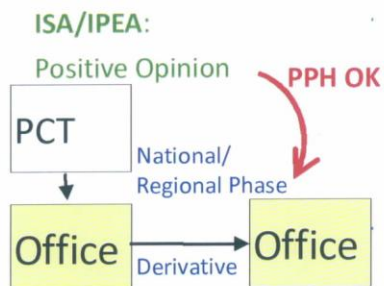 ISA/IPEA:
Positive Opinion
PPH OK
PCT
National/
Regional Phase
Office
Derivative
Office